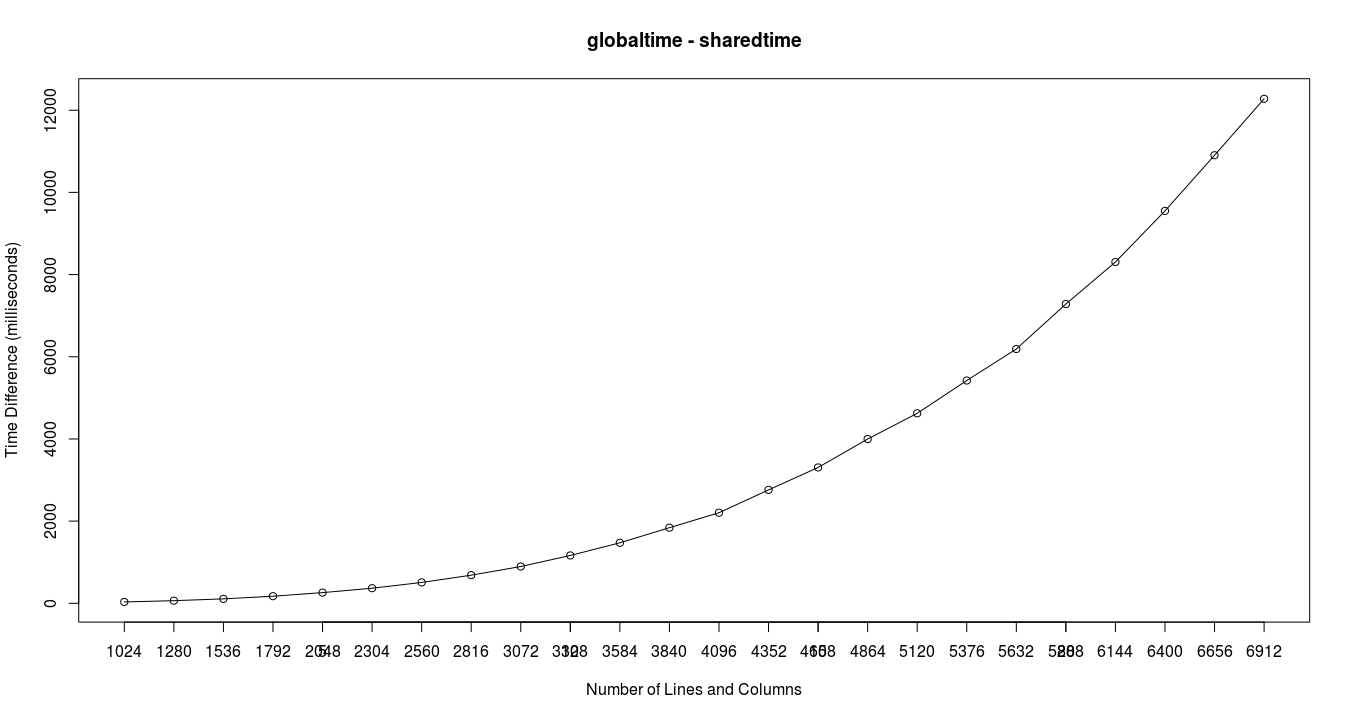 globaltime - sharedtime
Time Difference (milliseconds)
12000
10000
8000
6000
4000
2000
0
1024 1280 1536 1792 2304 2560 2816 3072 3584 3840 4096 4352 4864 5120 5376 5632 6144 6400 6656 6912
Number of Lines and Columns